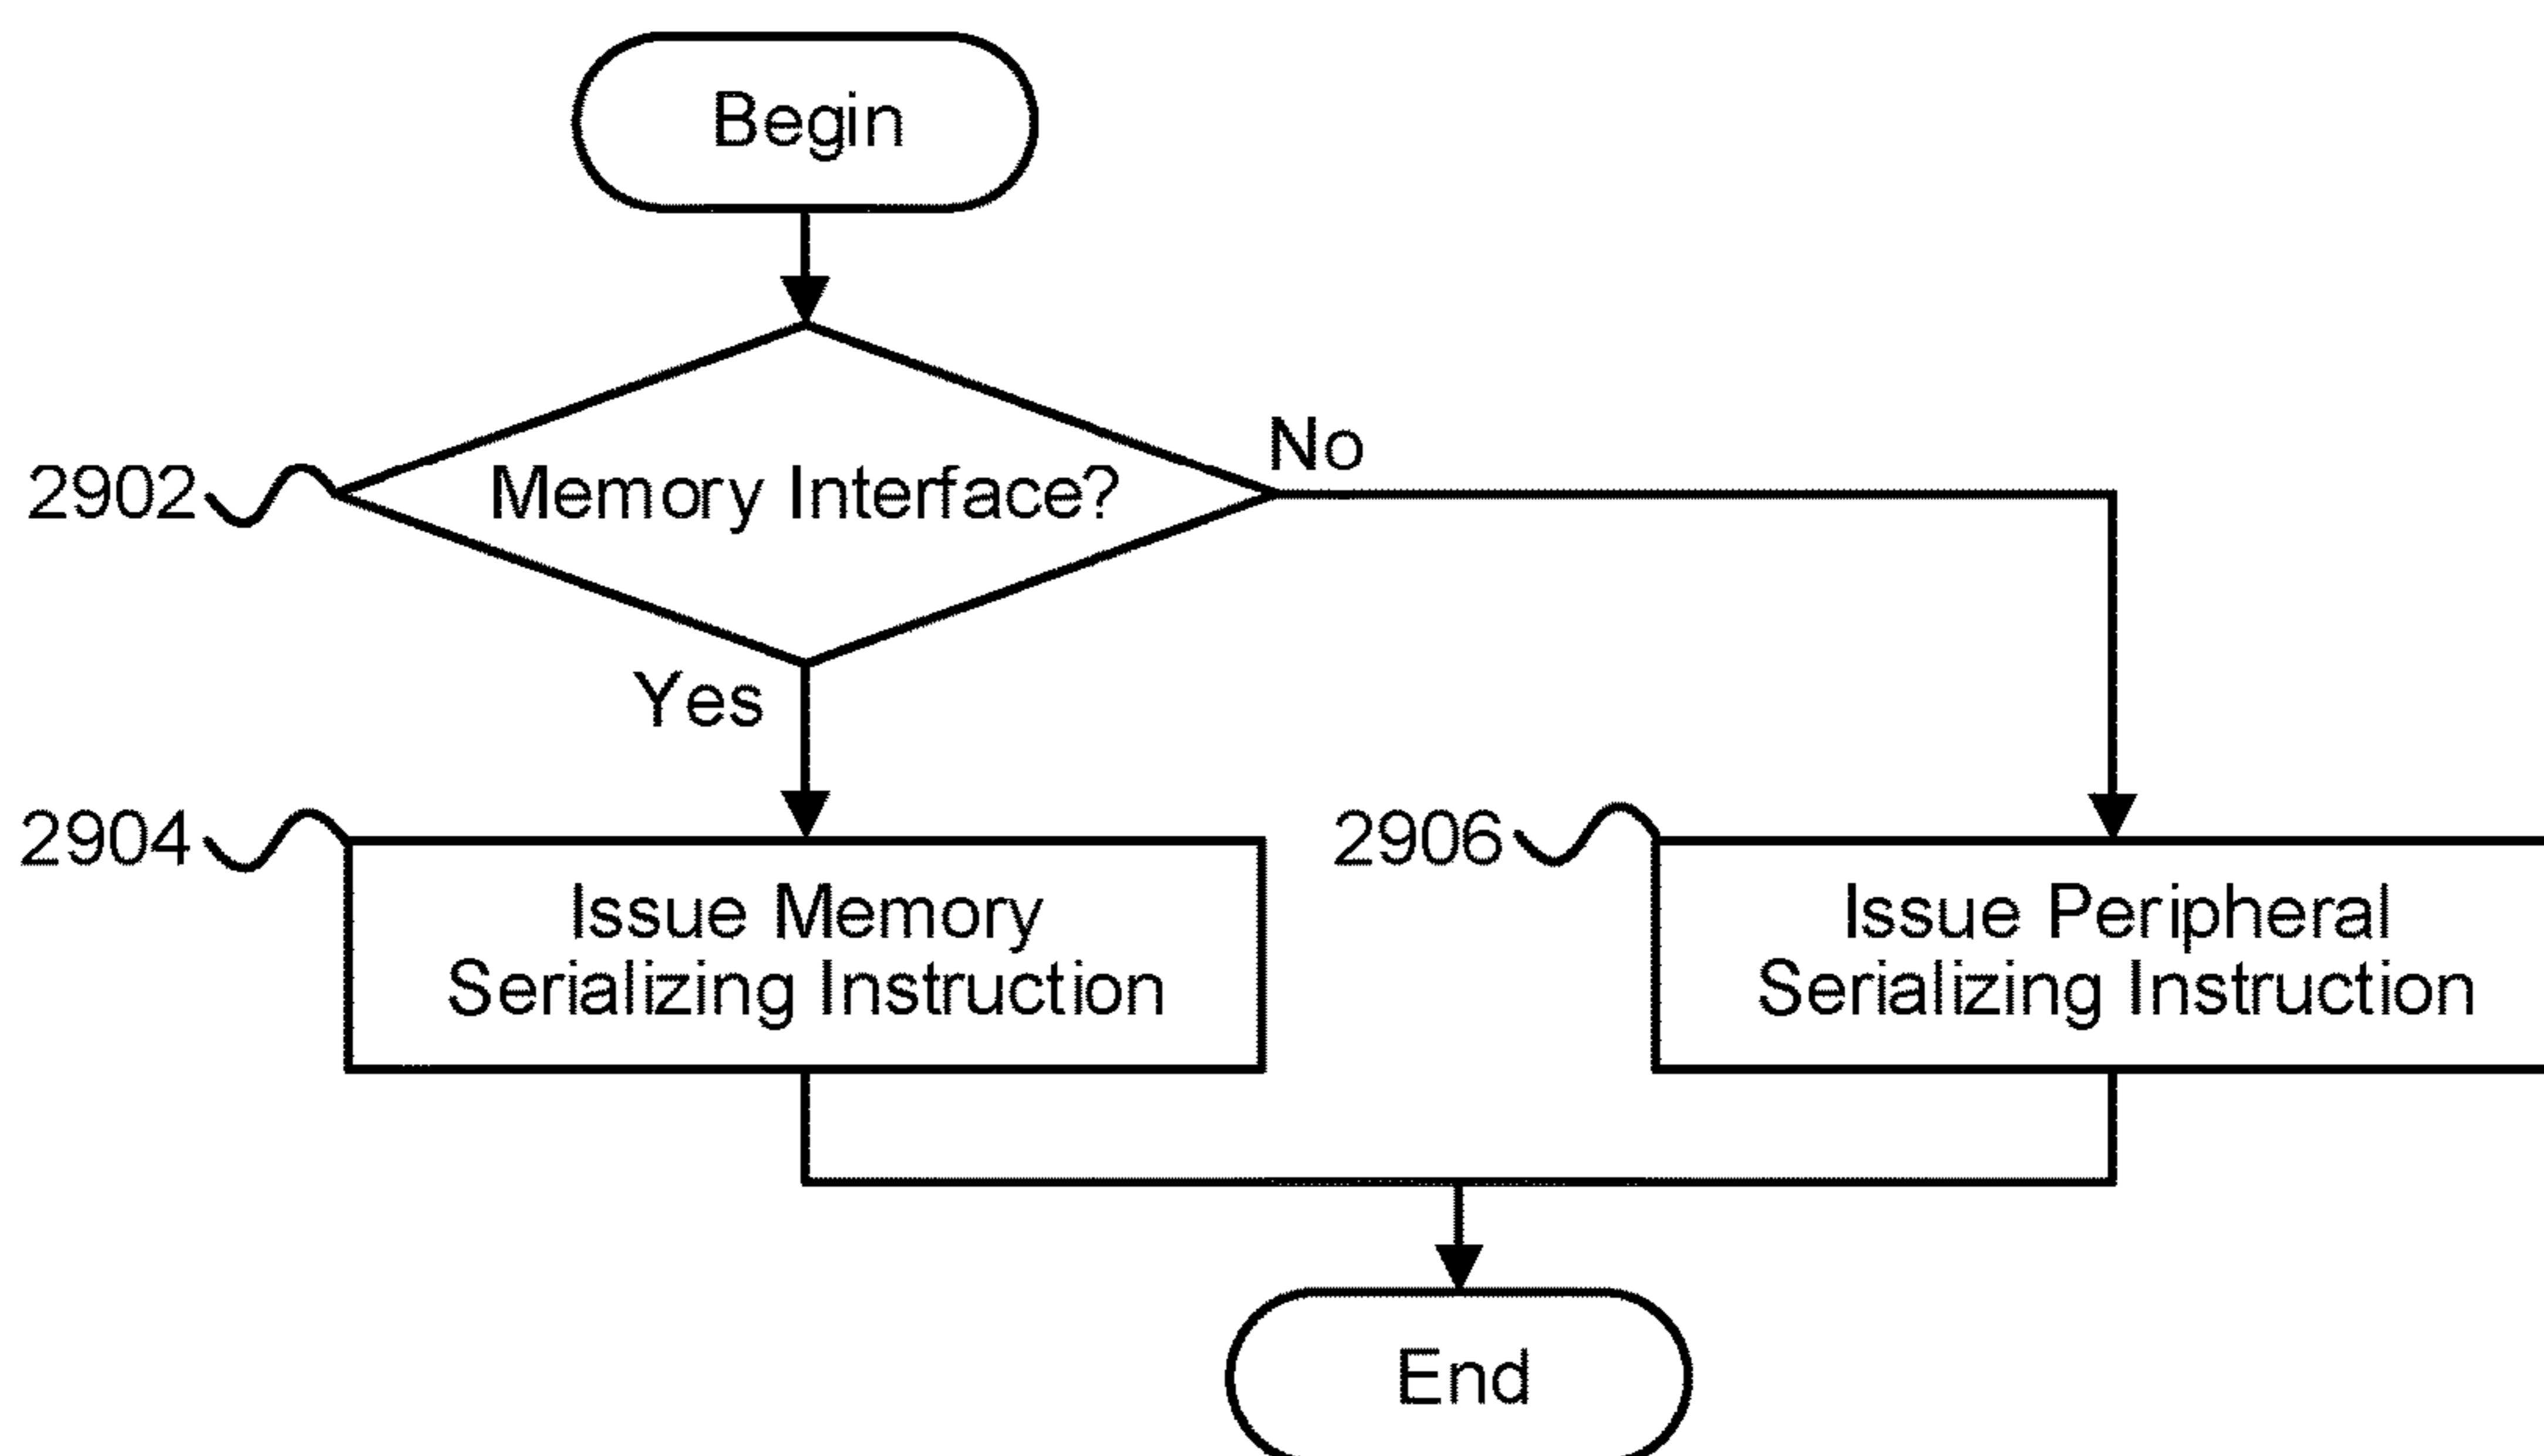 Begin
2902
Memory Interface?
No
Yes
2904
Issue Memory
Serializing Instruction
2906
Issue Peripheral
Serializing Instruction
End